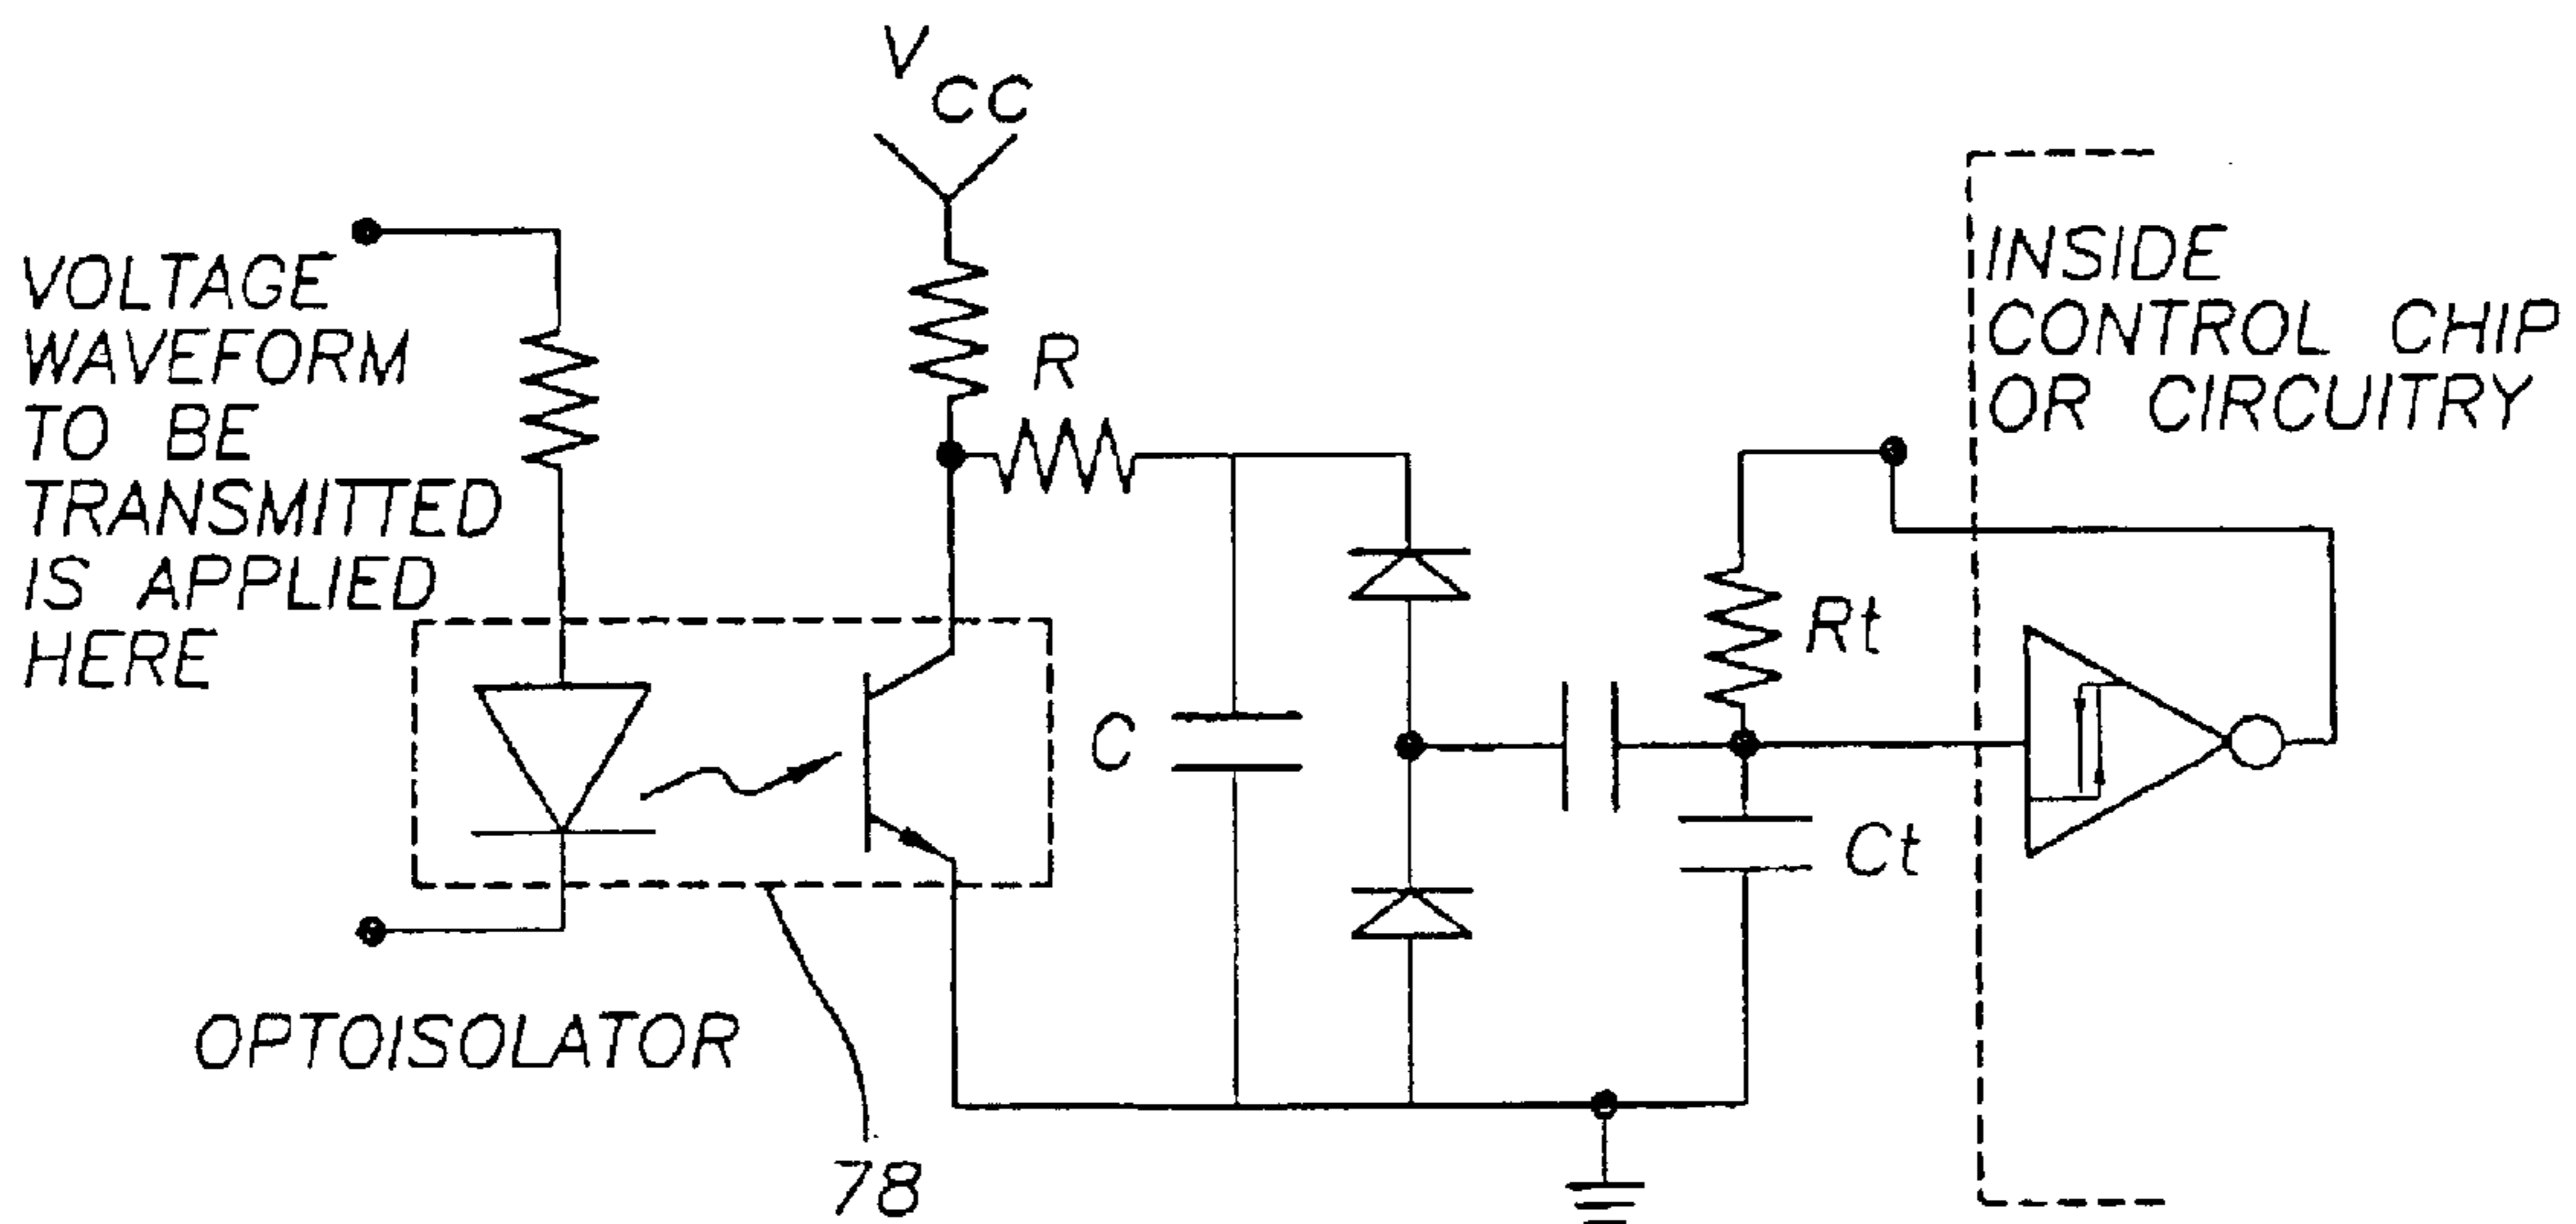 VCC
VOLTAGE
WAVEFORM
TO BE
TRANSMITTED
IS APPLIED
HERE
R
INSIDE
CONTROL CHIP
OR CIRCUITRY
Rt
C
Ct
OPTOISOLATOR
78